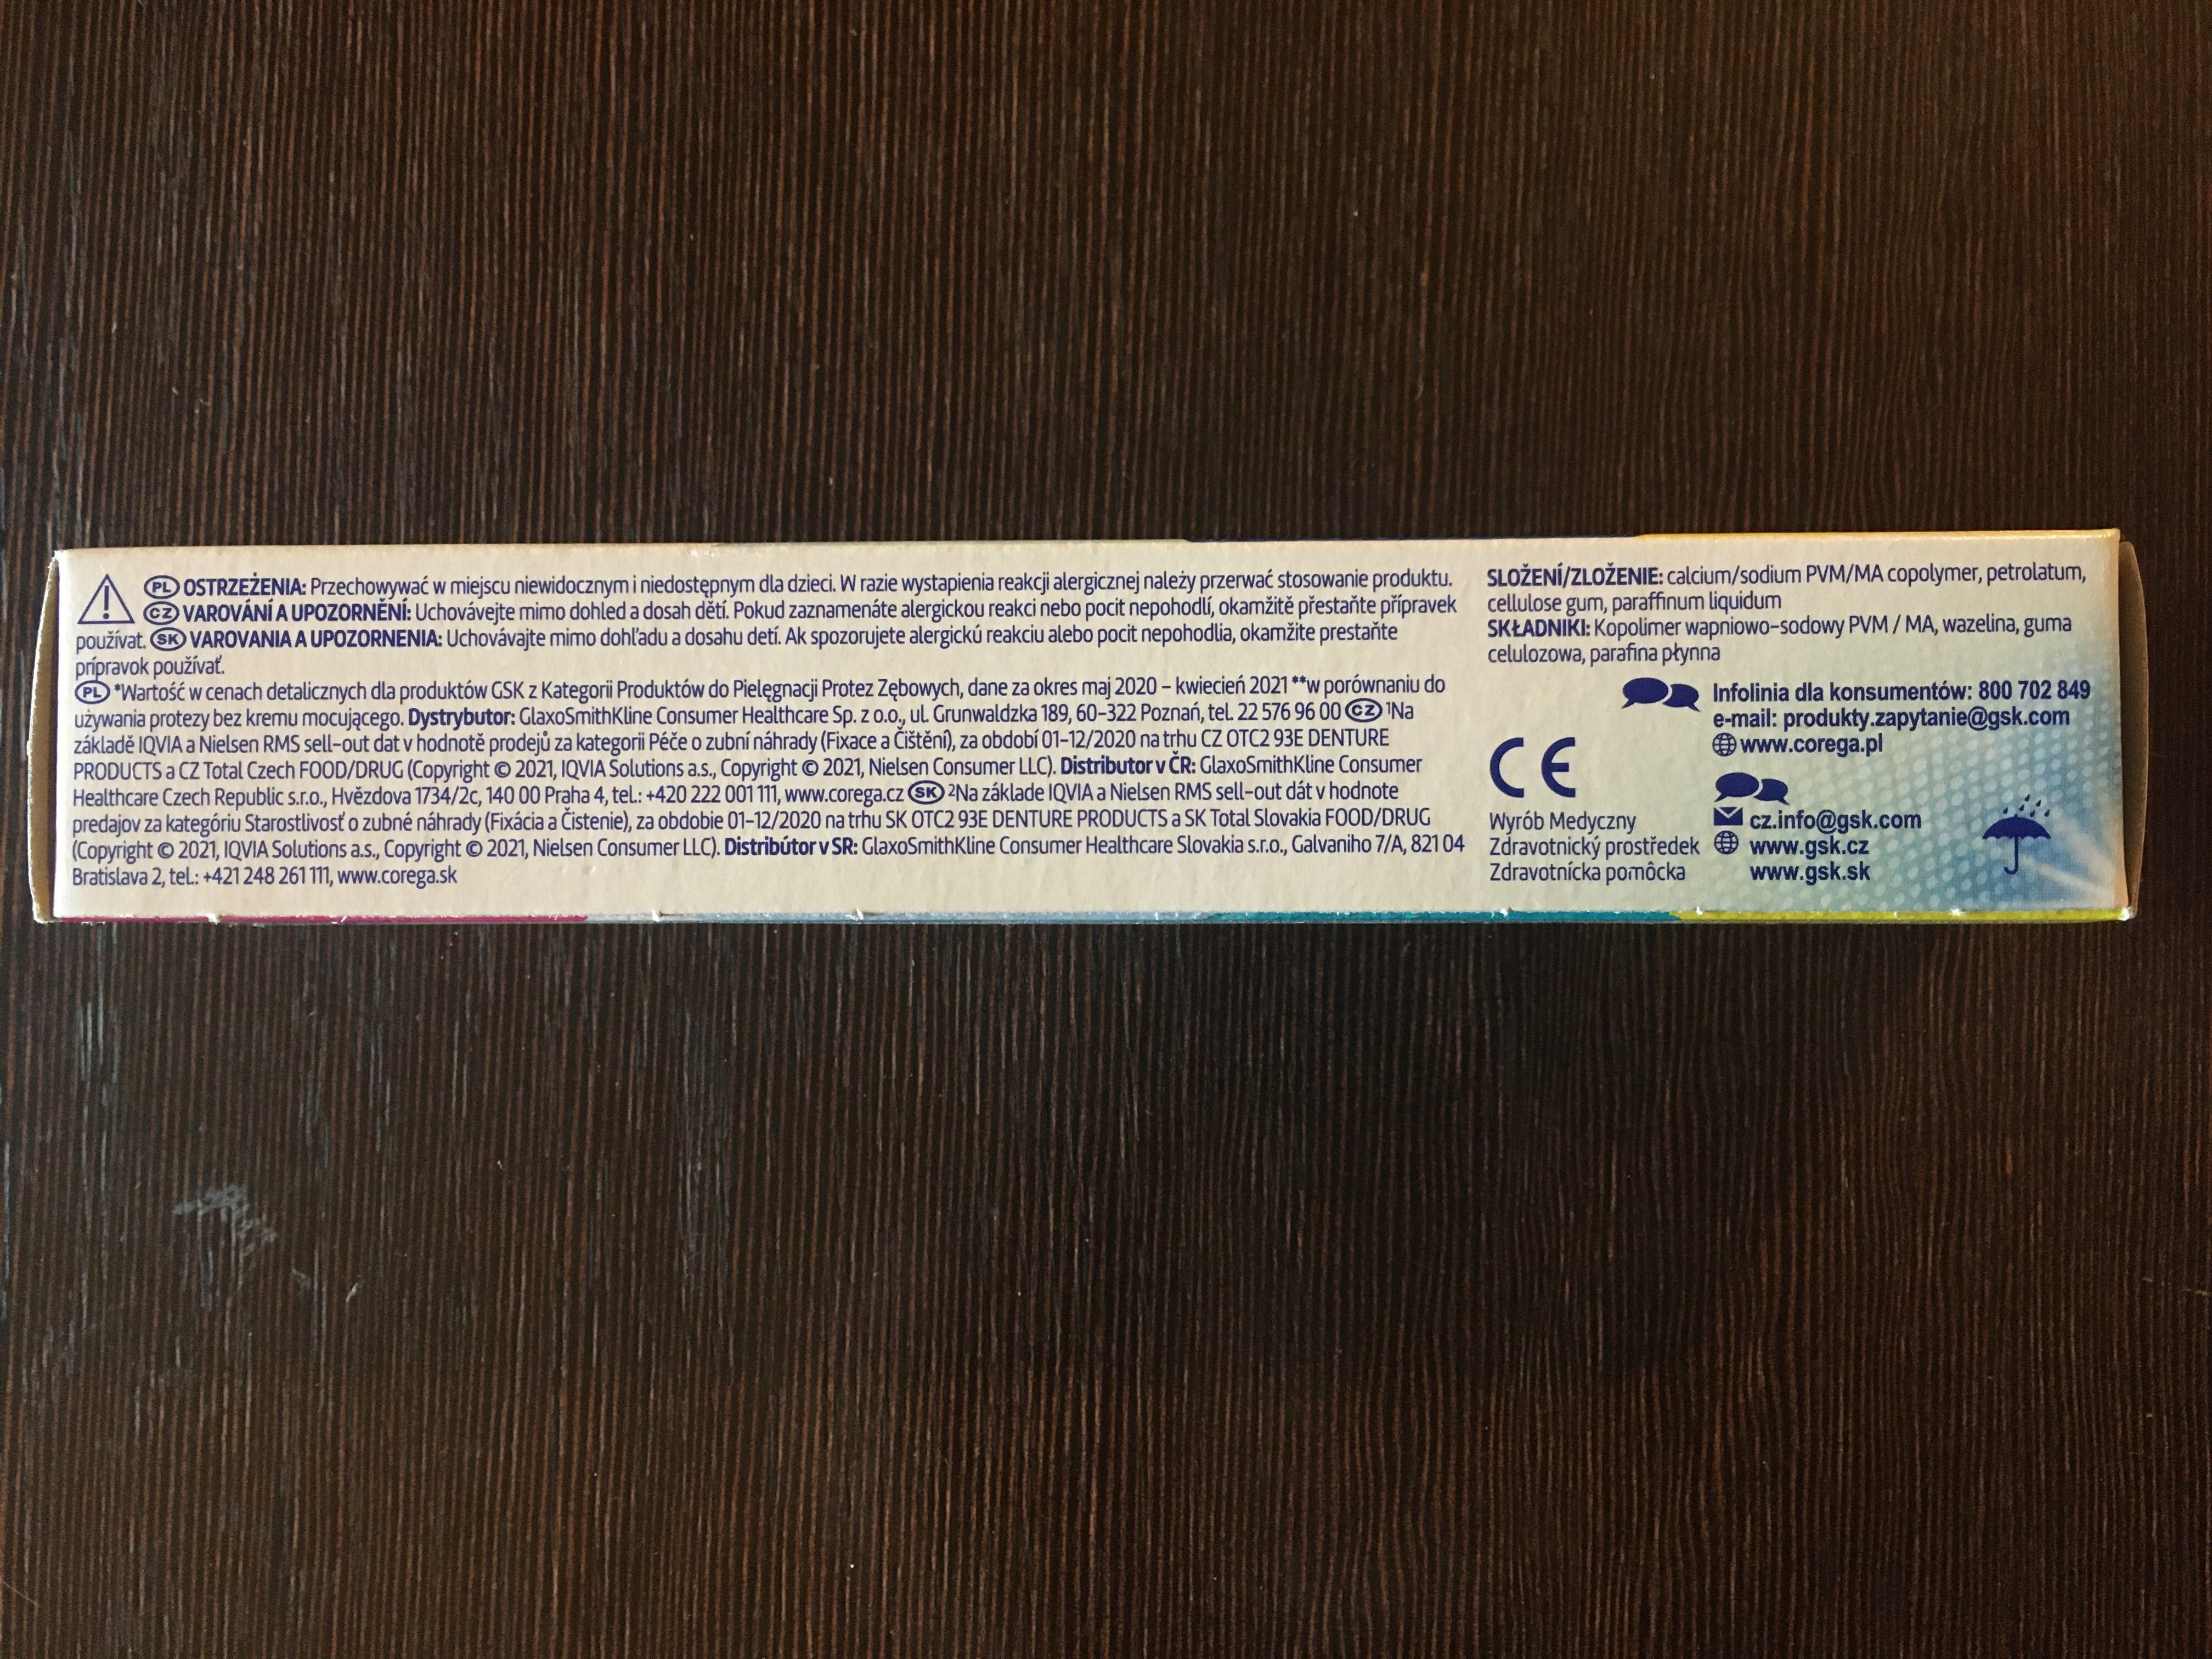 PL OSTRZEŻENIA: Przechowywać w miejscu niewidocznym i niedostępnym dla dzieci. W razie wystąpienia reakcji alergicznej należy przerwać stosowanie produktu.
CZ VAROVÁNÍ A UPOZORNĚNÍ: Uchovávejte mimo dohled a dosah dětí. Pokud zaznamenáte alergickou reakci nebo pocit nepohodlí, okamžitě přestaňte přípravek
používat. SK VAROVANIA A UPOZORNENIA: Uchovávajte mimo dohľadu a dosahu detí. Ak spozorujete alergickú reakciu alebo pocit nepohodlia, okamžite prestaňte
prípravok používať.
PL *Wartość w cenach detalicznych dla produktów GSK z Kategorii Produktów do Pielęgnacji Protez Zębowych, dane za okres maj 2020 – kwiecień 2021 **w porównaniu do
używania protezy bez kremu mocującego. Dystrybutor: GlaxoSmithKline Consumer Healthcare Sp. z o.o., ul. Grunwaldzka 189, 60-322 Poznań, tel. 22 576 96 00 CZ ¹Na
základě IQVIA a Nielsen RMS sell-out dat v hodnotě prodejů za kategorii Péče o zubní náhrady (Fixace a Čištění), za období 01-12/2020 na trhu CZ OTC2 93E DENTURE
PRODUCTS a CZ Total Czech FOOD/DRUG (Copyright © 2021, IQVIA Solutions a.s., Copyright © 2021, Nielsen Consumer LLC). Distributor v ČR: GlaxoSmithKline Consumer
Healthcare Czech Republic s.r.o., Hvězdova 1734/2c, 140 00 Praha 4, tel.: +420 222 001 111, www.corega.cz SK ²Na základe IQVIA a Nielsen RMS sell-out dát v hodnote
predajov za kategóriu Starostlivosť o zubné náhrady (Fixácia a Čistenie), za obdobie 01-12/2020 na trhu SK OTC2 93E DENTURE PRODUCTS a SK Total Slovakia FOOD/DRUG
(Copyright © 2021, IQVIA Solutions a.s., Copyright © 2021, Nielsen Consumer LLC). Distribútor v SR: GlaxoSmithKline Consumer Healthcare Slovakia s.r.o., Galvaniho 7/A, 821 04
Bratislava 2, tel.: +421 248 261 111, www.corega.sk
SLOŽENÍ/ZLOŽENIE: calcium/sodium PVM/MA copolymer, petrolatum,
cellulose gum, paraffinum liquidum
SKŁADNIKI: Kopolimer wapniowo-sodowy PVM / MA, wazelina, guma
celulozowa, parafina płynna
Infolinia dla konsumentów: 800 702 849
e-mail: produkty.zapytanie@gsk.com
www.corega.pl
CE
Wyrób Medyczny
Zdravotnický prostředek
Zdravotnícka pomôcka
cz.info@gsk.com
www.gsk.cz
www.gsk.sk